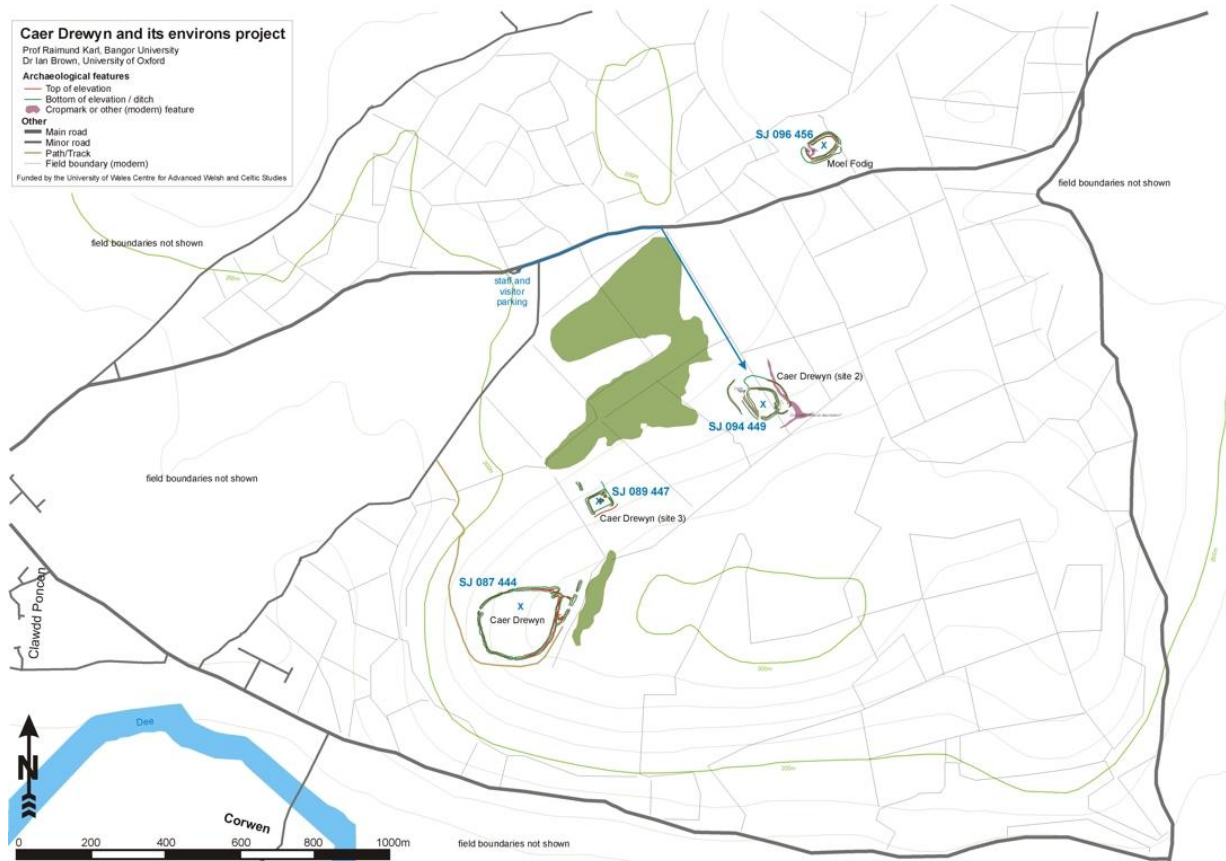 Caer Drewyn and its environs project
Prof Raimund Karl, Bangor University
Dr Ian Brown, University of Oxford
Archaeological features
Top of elevation
Bottom of elevation / ditch
Cropmark or other (modern) feature
Other
Main road
Minor road
Path/Track
Field boundary (modern)
Funded by the University of Wales Centre for Advanced Welsh and Celtic Studies
SJ 096 456
X
Moel Fodig
field boundaries not shown
field boundaries not shown
staff and
visitor
parking
Caer Drewyn (site 2)
X
SJ 094 449
field boundaries not shown
SJ 089 447
X
Caer Drewyn (site 3)
SJ 087 444
X
Caer Drewyn
300m
200m
Clawdd Poncen
Dee
N
Corwen
0 200 400 600 800 1000m
field boundaries not shown